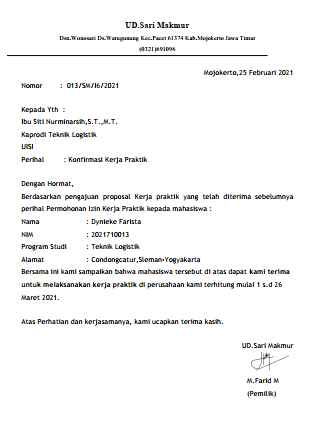 UD.Sari Makmur
Dsn.Wonosari Ds.Warugunung Kec.Pacet 61374 Kab.Mojokerto Jawa Timur
(0321)691096
Mojokerto,25 Februari 2021
Nomor : 013/SM/I6/2021
Kepada Yth :
Ibu Siti Nurminarsih,S.T.,M.T.
Kaprodi Teknik Logistik
UISI
Perihal : Konfirmasi Kerja Praktik
Dengan Hormat,
Berdasarkan pengajuan proposal Kerja praktik yang telah diterima sebelumnya
perihal Permohonan Izin Kerja Praktik kepada mahasiswa :
Nama : Dynieke Farista
NIM : 2021710013
Program Studi : Teknik Logistik
Alamat : Condongcatur,Sleman-Yogyakarta
Bersama ini kami sampaikan bahwa mahasiswa tersebut di atas dapat kami terima
untuk melaksanakan kerja praktik di perusahaan kami terhitung mulai 1 s.d 26
Maret 2021.
Atas Perhatian dan kerjasamanya, kami ucapkan terima kasih.
UD.Sari Makmur
M.Farid M
(Pemilik)